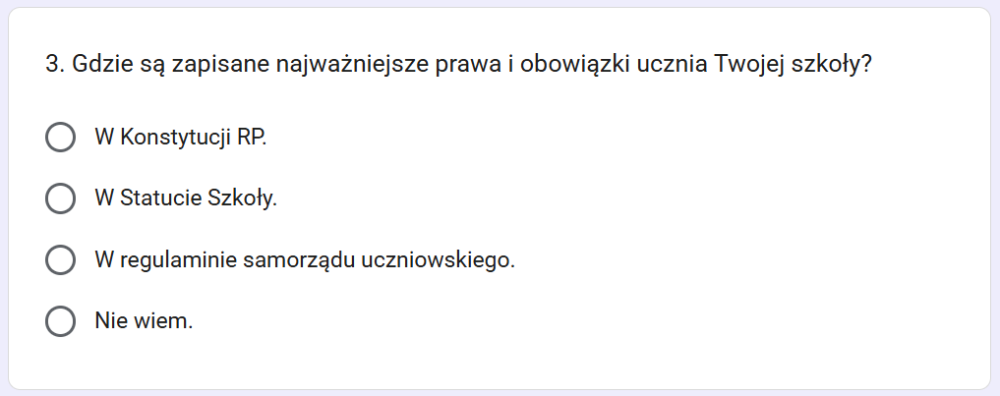 3. Gdzie są zapisane najważniejsze prawa i obowiązki ucznia Twojej szkoły?
W Konstytucji RP.
W Statucie Szkoły.
W regulaminie samorządu uczniowskiego.
Nie wiem.